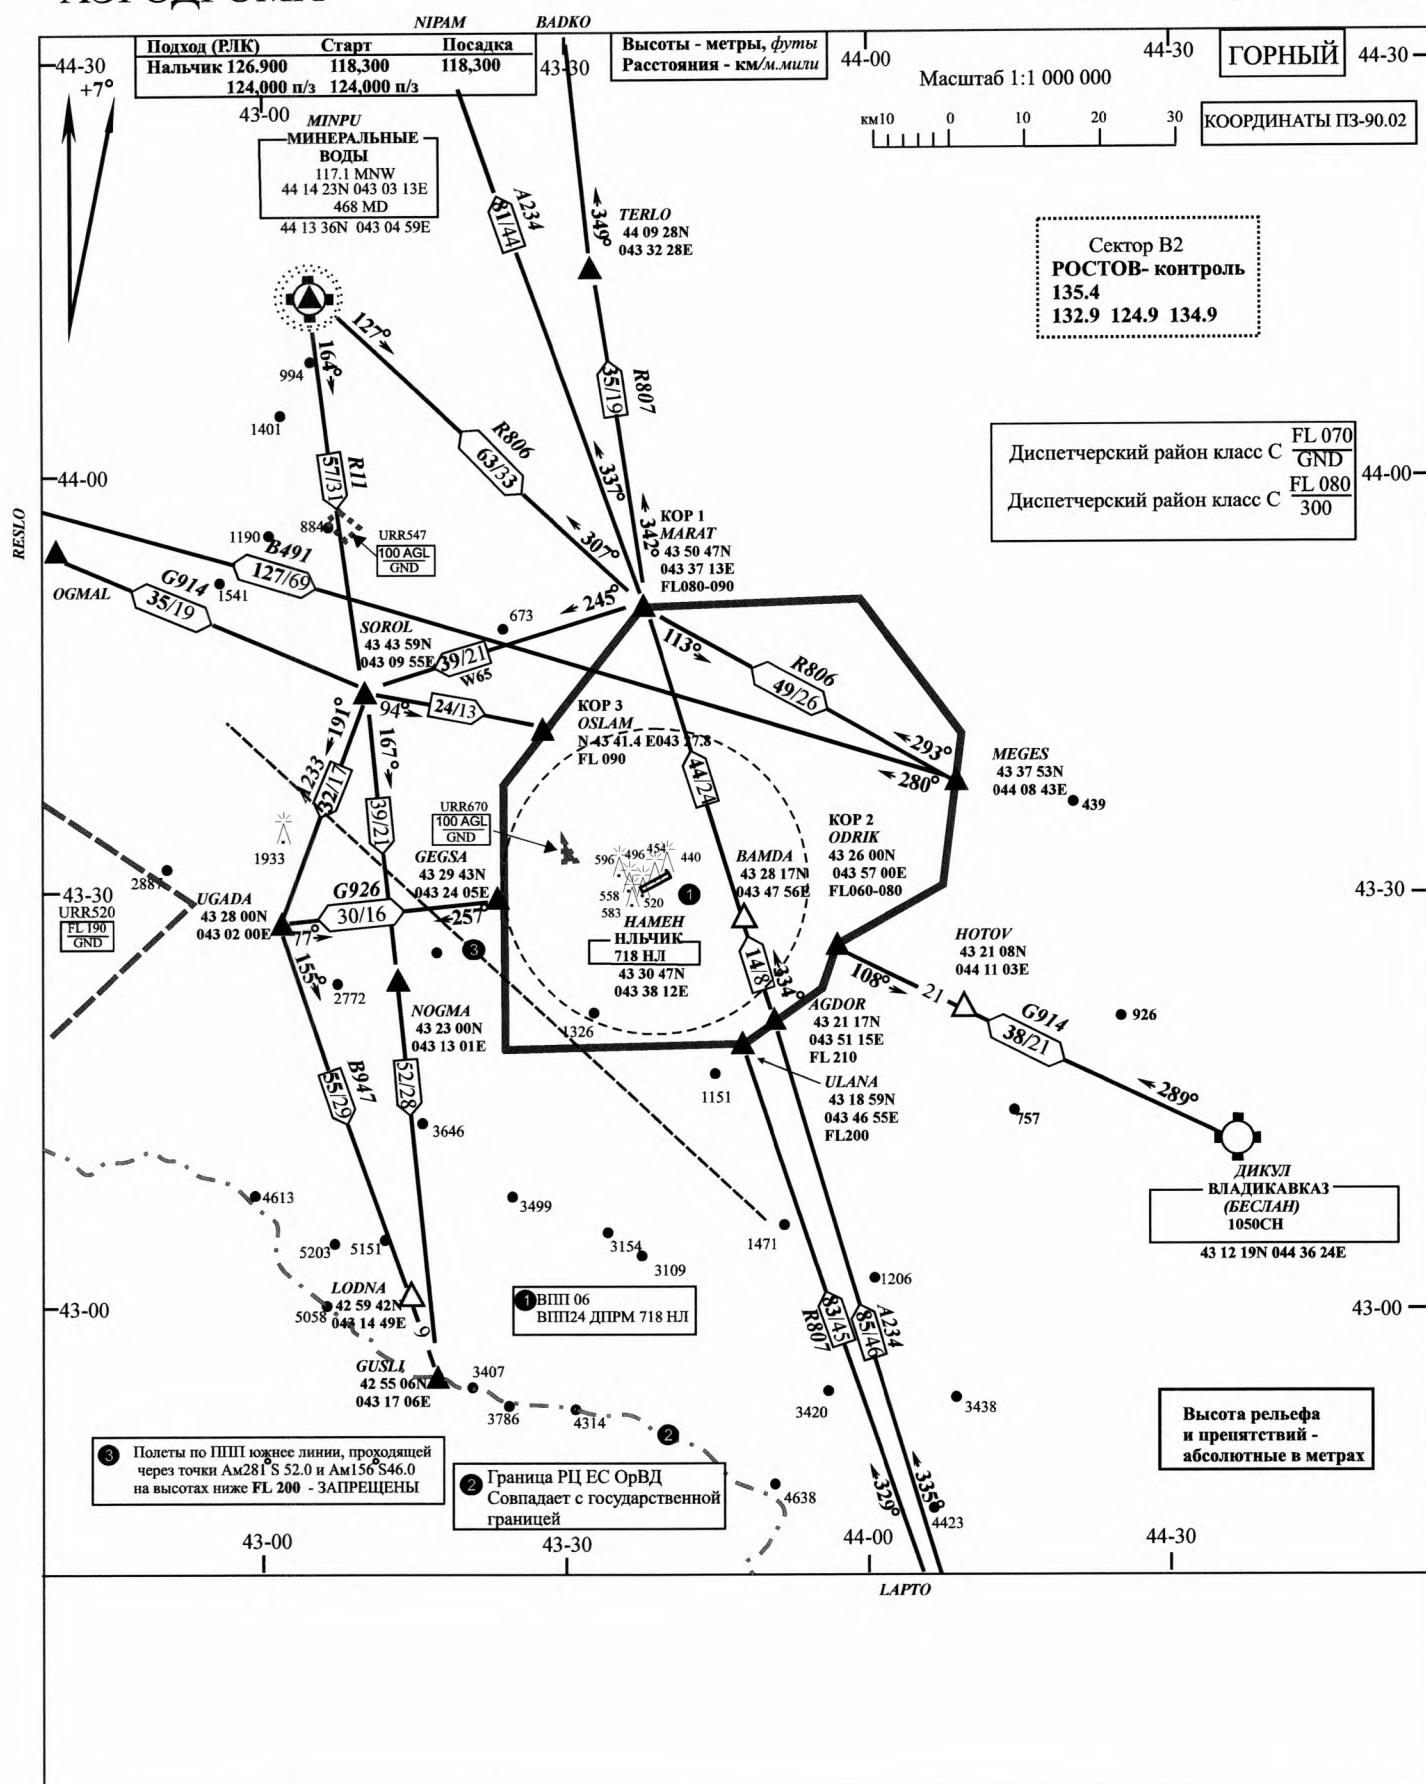 NIPAM
BADKO
Подход (РЛК) Старт Посадка
Нальчик 126.900 118,300 118,300
124,000 п/з 124,000 п/з
Высоты - метры, футы
Расстояния - км/м.мили
44-30
43-30
44-00
44-30
ГОРНЫЙ
44-30
+7°
Масштаб 1:1 000 000
км10 0 10 20 30
КООРДИНАТЫ ПЗ-90.02
43-00
MINPU
МИНЕРАЛЬНЫЕ
ВОДЫ
117.1 MNW
44 14 23N 043 03 13E
468 MD
44 13 36N 043 04 59E
A234
81/44
349°
TERLO
44 09 28N
043 32 28E
Сектор В2
РОСТОВ- контроль
135.4
132.9 124.9 134.9
127°
164°
994
1401
R807
35/19
R806
63/33
R11
57/31
337°
342°
307°
Диспетчерский район класс С FL 070
GND
Диспетчерский район класс С FL 080
300
44-00
44-00
RESLO
КОР 1
MARAT
43 50 47N
043 37 13E
FL080-090
1190
884
URR547
100 AGL
GND
B491
127/69
OGMAL
G914
35/19
1541
SOROL
43 43 59N
043 09 55E
673
245°
39/21
W65
113°
R806
49/26
94°
24/13
191°
167°
КОР 3
OSLAM
N 43 41.4 E043 27.8
FL 090
293°
280°
MEGES
43 37 53N
044 08 43E
439
A233
32/17
39/21
44/24
1933
URR670
100 AGL
GND
GEGSA
43 29 43N
043 24 05E
596
496
454
440
558
583
520
1
BAMDA
43 28 17N
043 47 56E
КОР 2
ODRIK
43 26 00N
043 57 00E
FL060-080
2887
43-30
43-30
URR520
FL 190
GND
UGADA
43 28 00N
043 02 00E
G926
30/16
257°
77°
155°
3
НАМЕН
НЛЬЧИК
718 НЛ
43 30 47N
043 38 12E
14/8
334°
108°
21
HOTOV
43 21 08N
044 11 03E
2772
NOGMA
43 23 00N
043 13 01E
1326
AGDOR
43 21 17N
043 51 15E
FL 210
G914
38/21
926
ULANA
43 18 59N
043 46 55E
FL200
1151
B947
55/29
52/28
3646
757
289°
ДИКУЛ
ВЛАДИКАВКАЗ
(БЕСЛАН)
1050СН
43 12 19N 044 36 24E
4613
3499
5203
5151
3154
3109
1471
1206
LODNA
42 59 42N
043 14 49E
5058
9
1 ВПП 06
ВПП24 ДПРМ 718 НЛ
43-00
43-00
R807
83/45
85/46
A234
GUSLI
42 55 06N
043 17 06E
3407
3786
4314
2
3420
3438
Высота рельефа
и препятствий -
абсолютные в метрах
3 Полеты по ППП южнее линии, проходящей
через точки Ам281° S 52.0 и Ам156°S46.0
на высотах ниже FL 200 - ЗАПРЕЩЕНЫ
2 Граница РЦ ЕС ОрВД
Совпадает с государственной
границей
4638
329°
335°
4423
43-00
43-30
44-00
44-30
LAPTO